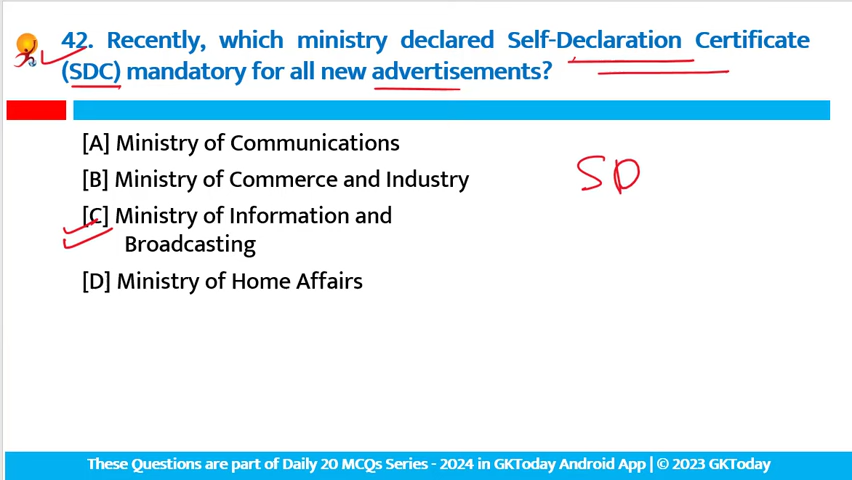 42. Recently, which ministry declared Self-Declaration Certificate
(SDC) mandatory for all new advertisements?
[A] Ministry of Communications
[B] Ministry of Commerce and Industry
SD
[C] Ministry of Information and
Broadcasting
[D] Ministry of Home Affairs
These Questions are part of Daily 20 MCQs Series - 2024 in GKToday Android App | © 2023 GKToday